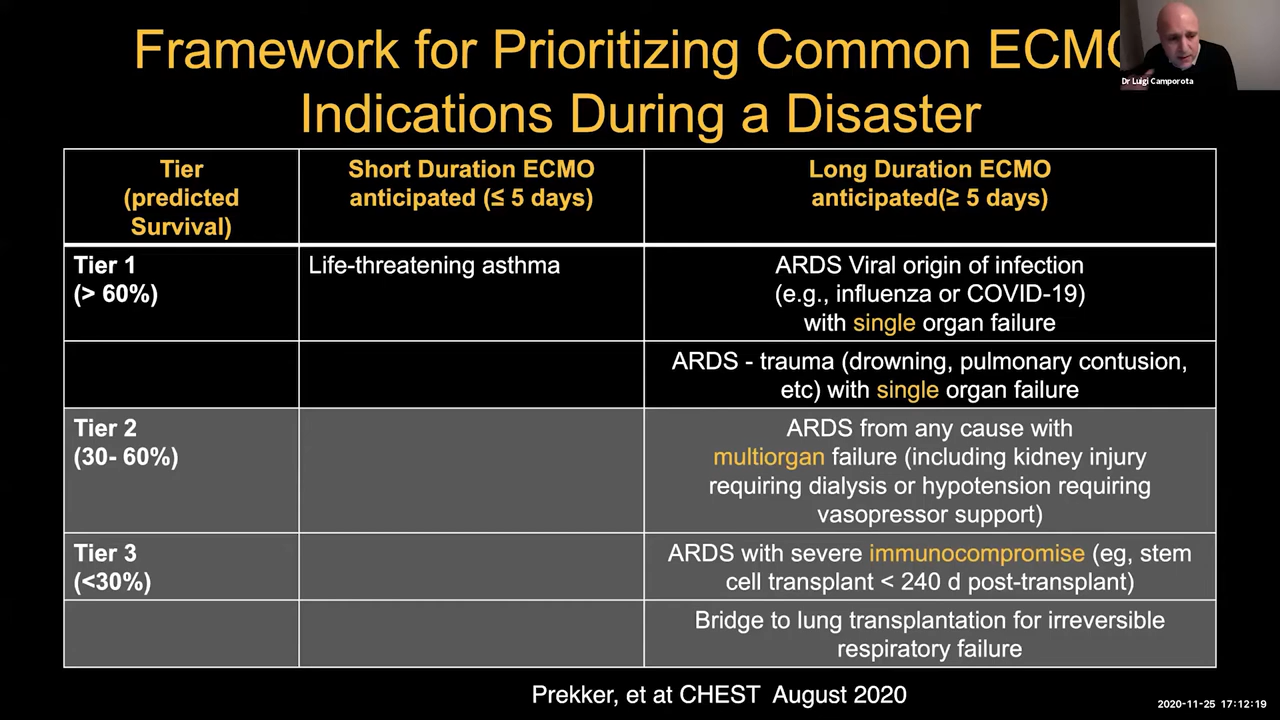 Framework for Prioritizing Common ECMO
Indications During a Disaster
Dr Luigi Camporota
Tier
(predicted
Survival)
Short Duration ECMO
anticipated (≤ 5 days)
Long Duration ECMO
anticipated(≥ 5 days)
Tier 1
(> 60%)
Life-threatening asthma
ARDS Viral origin of infection
(e.g., influenza or COVID-19)
with single organ failure
ARDS - trauma (drowning, pulmonary contusion,
etc) with single organ failure
Tier 2
(30- 60%)
ARDS from any cause with
multiorgan failure (including kidney injury
requiring dialysis or hypotension requiring
vasopressor support)
Tier 3
(<30%)
ARDS with severe immunocompromise (eg, stem
cell transplant < 240 d post-transplant)
Bridge to lung transplantation for irreversible
respiratory failure
Prekker, et at CHEST August 2020
2020-11-25 17:12:19